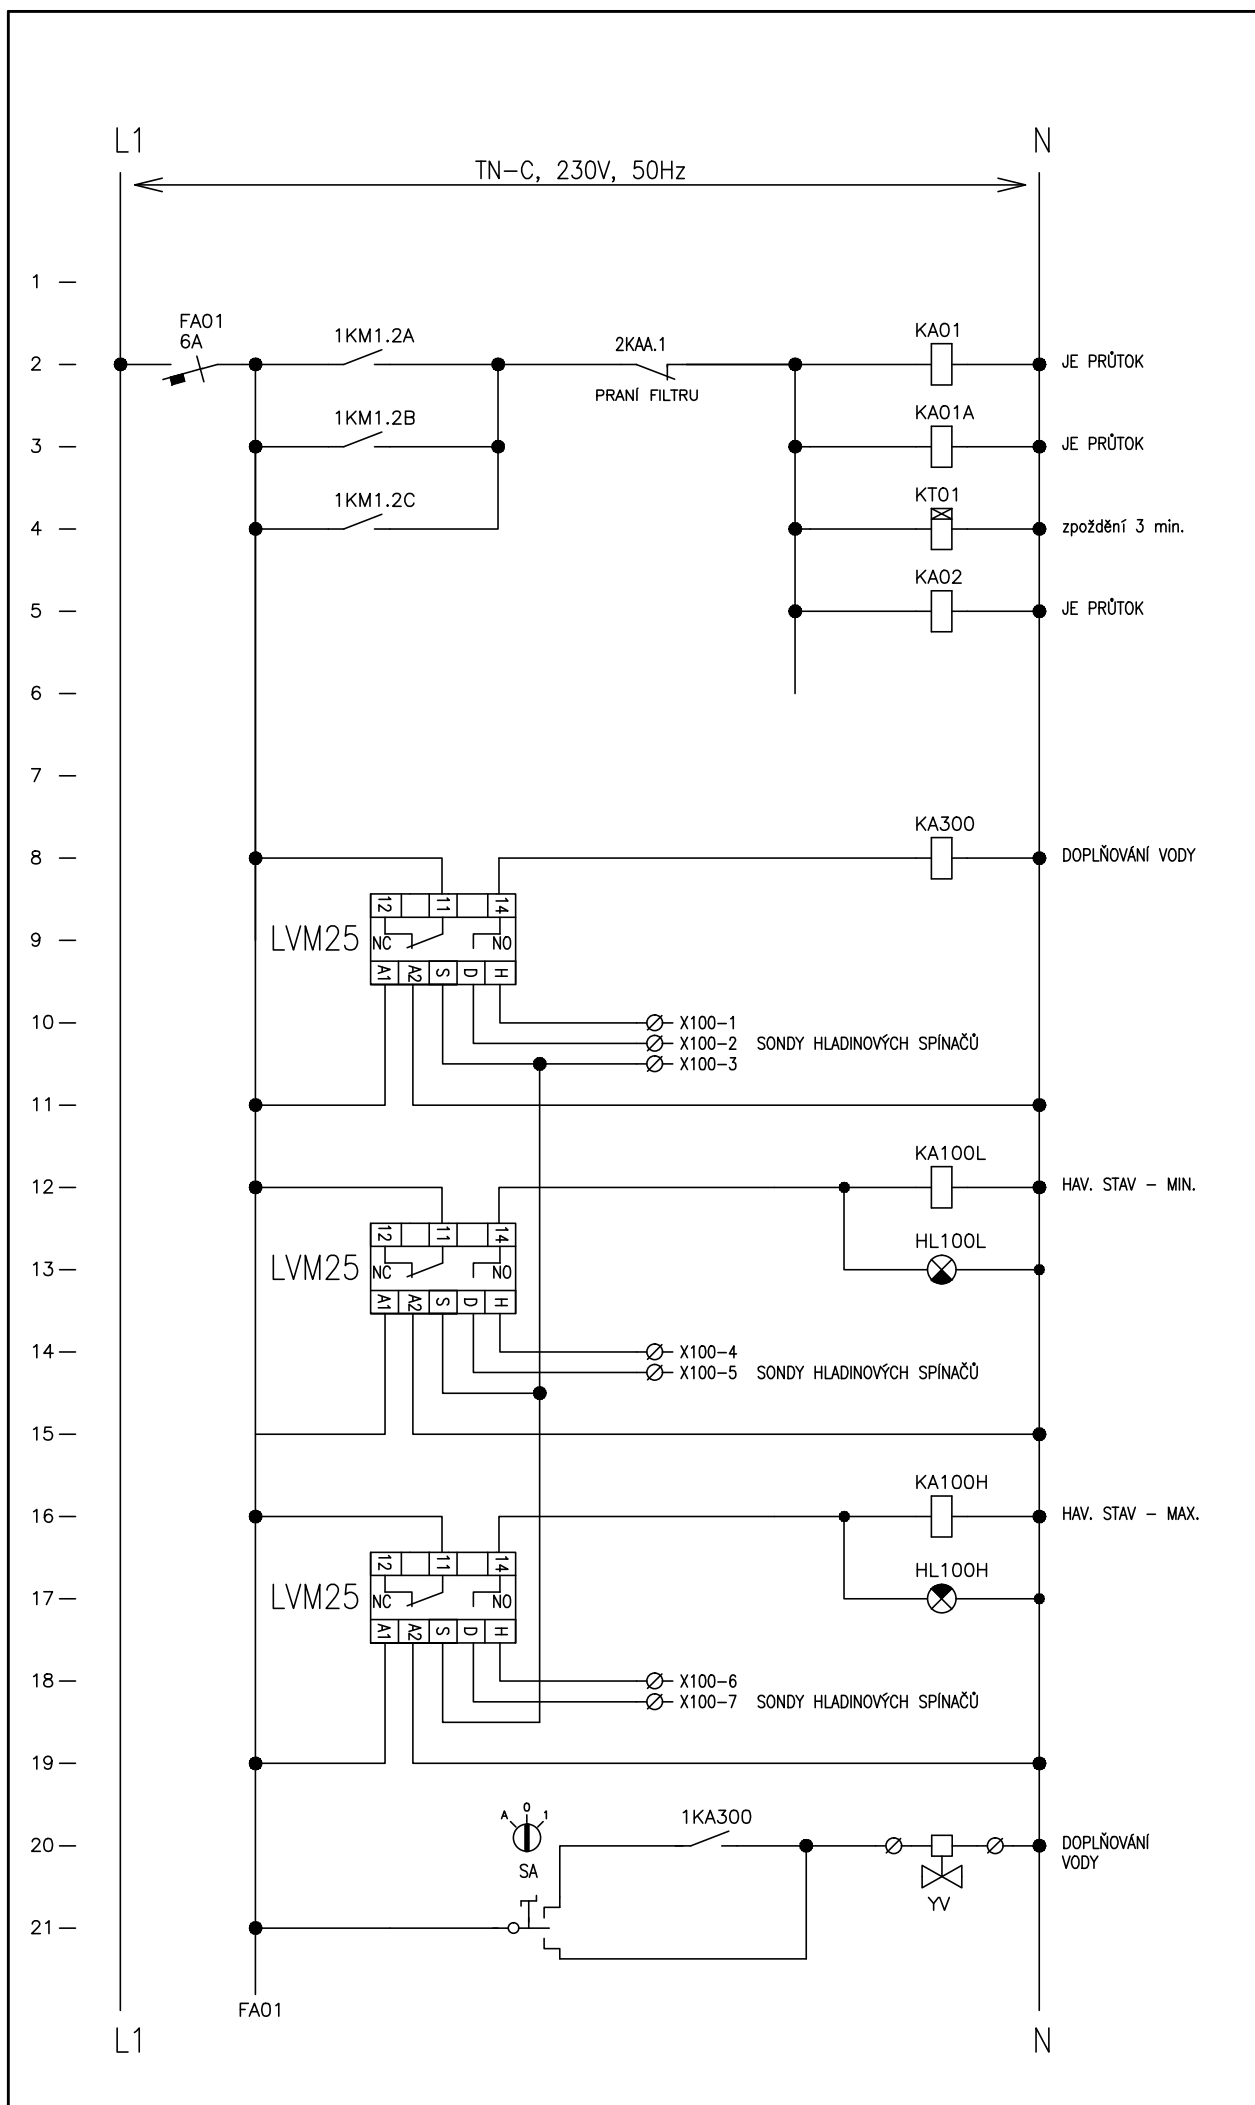 L1 N
TN-C, 230V, 50Hz
1
FA01
6A
1KM1.2A
2KAA.1
PRANÍ FILTRU
KA01
2
JE PRŮTOK
1KM1.2B
KA01A
3
JE PRŮTOK
1KM1.2C
KT01
4
zpoždění 3 min.
KA02
5
JE PRŮTOK
6
7
KA300
8
DOPLŇOVÁNÍ VODY
12 11 14
9
LVM25
NC NO
A1 A2 S D H
10
X100-1
X100-2 SONDY HLADINOVÝCH SPÍNAČŮ
X100-3
11
KA100L
12
HAV. STAV - MIN.
12 11 14
HL100L
13
LVM25
NC NO
A1 A2 S D H
14
X100-4
X100-5 SONDY HLADINOVÝCH SPÍNAČŮ
15
KA100H
16
HAV. STAV - MAX.
12 11 14
HL100H
17
LVM25
NC NO
A1 A2 S D H
18
X100-6
X100-7 SONDY HLADINOVÝCH SPÍNAČŮ
19
A 0 1
SA
1KA300
20
DOPLŇOVÁNÍ
VODY
YV
21
FA01
L1 N